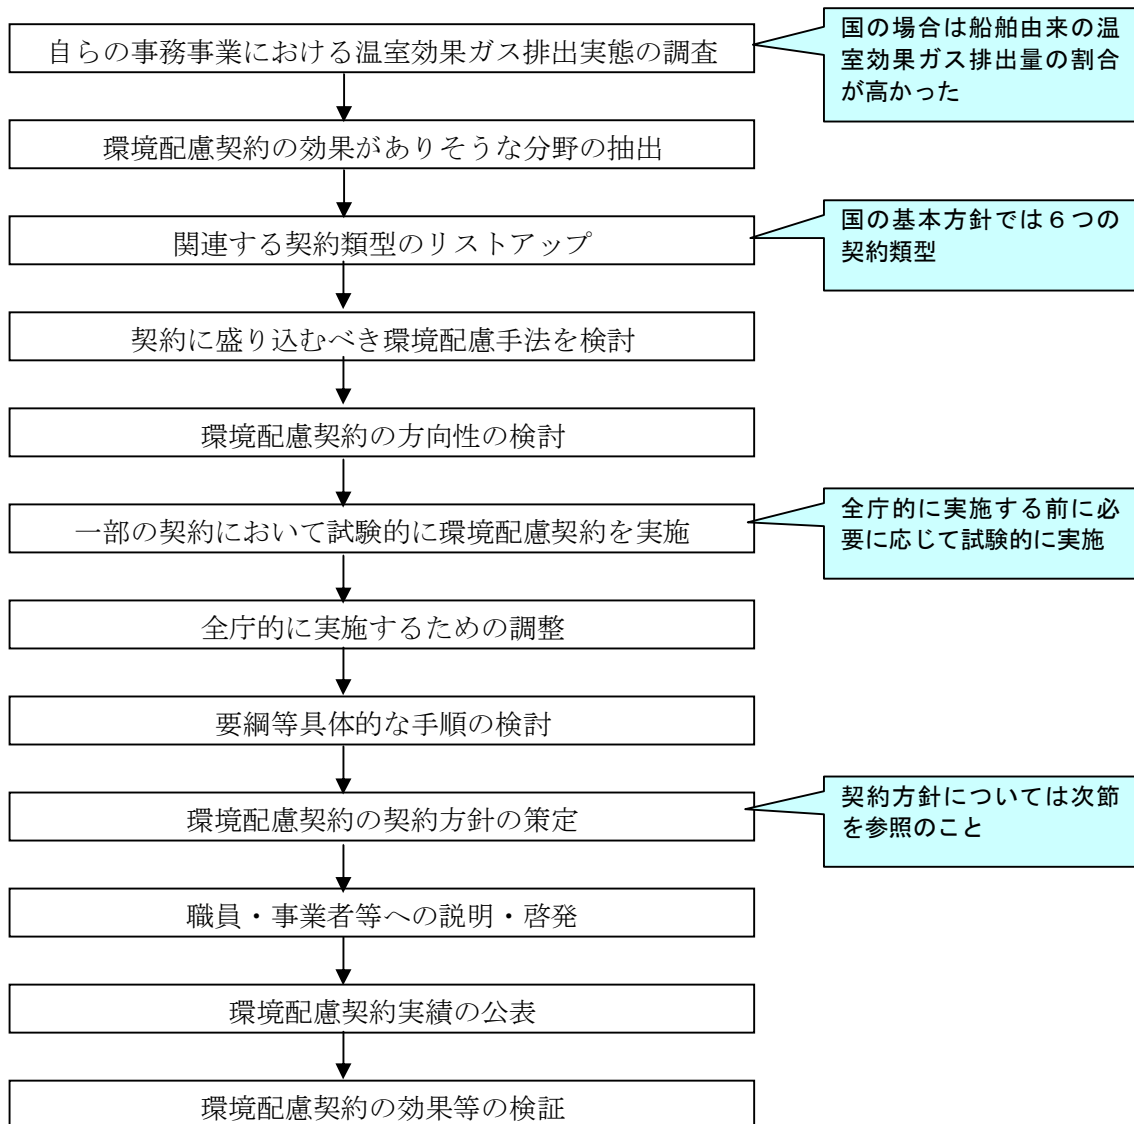 自らの事務事業における温室効果ガス排出実態の調査
国の場合は船舶由来の温
室効果ガス排出量の割合
が高かった
環境配慮契約の効果がありそうな分野の抽出
関連する契約類型のリストアップ
国の基本方針では６つの
契約類型
契約に盛り込むべき環境配慮手法を検討
環境配慮契約の方向性の検討
一部の契約において試験的に環境配慮契約を実施
全庁的に実施する前に必
要に応じて試験的に実施
全庁的に実施するための調整
要綱等具体的な手順の検討
環境配慮契約の契約方針の策定
契約方針については次節
を参照のこと
職員・事業者等への説明・啓発
環境配慮契約実績の公表
環境配慮契約の効果等の検証